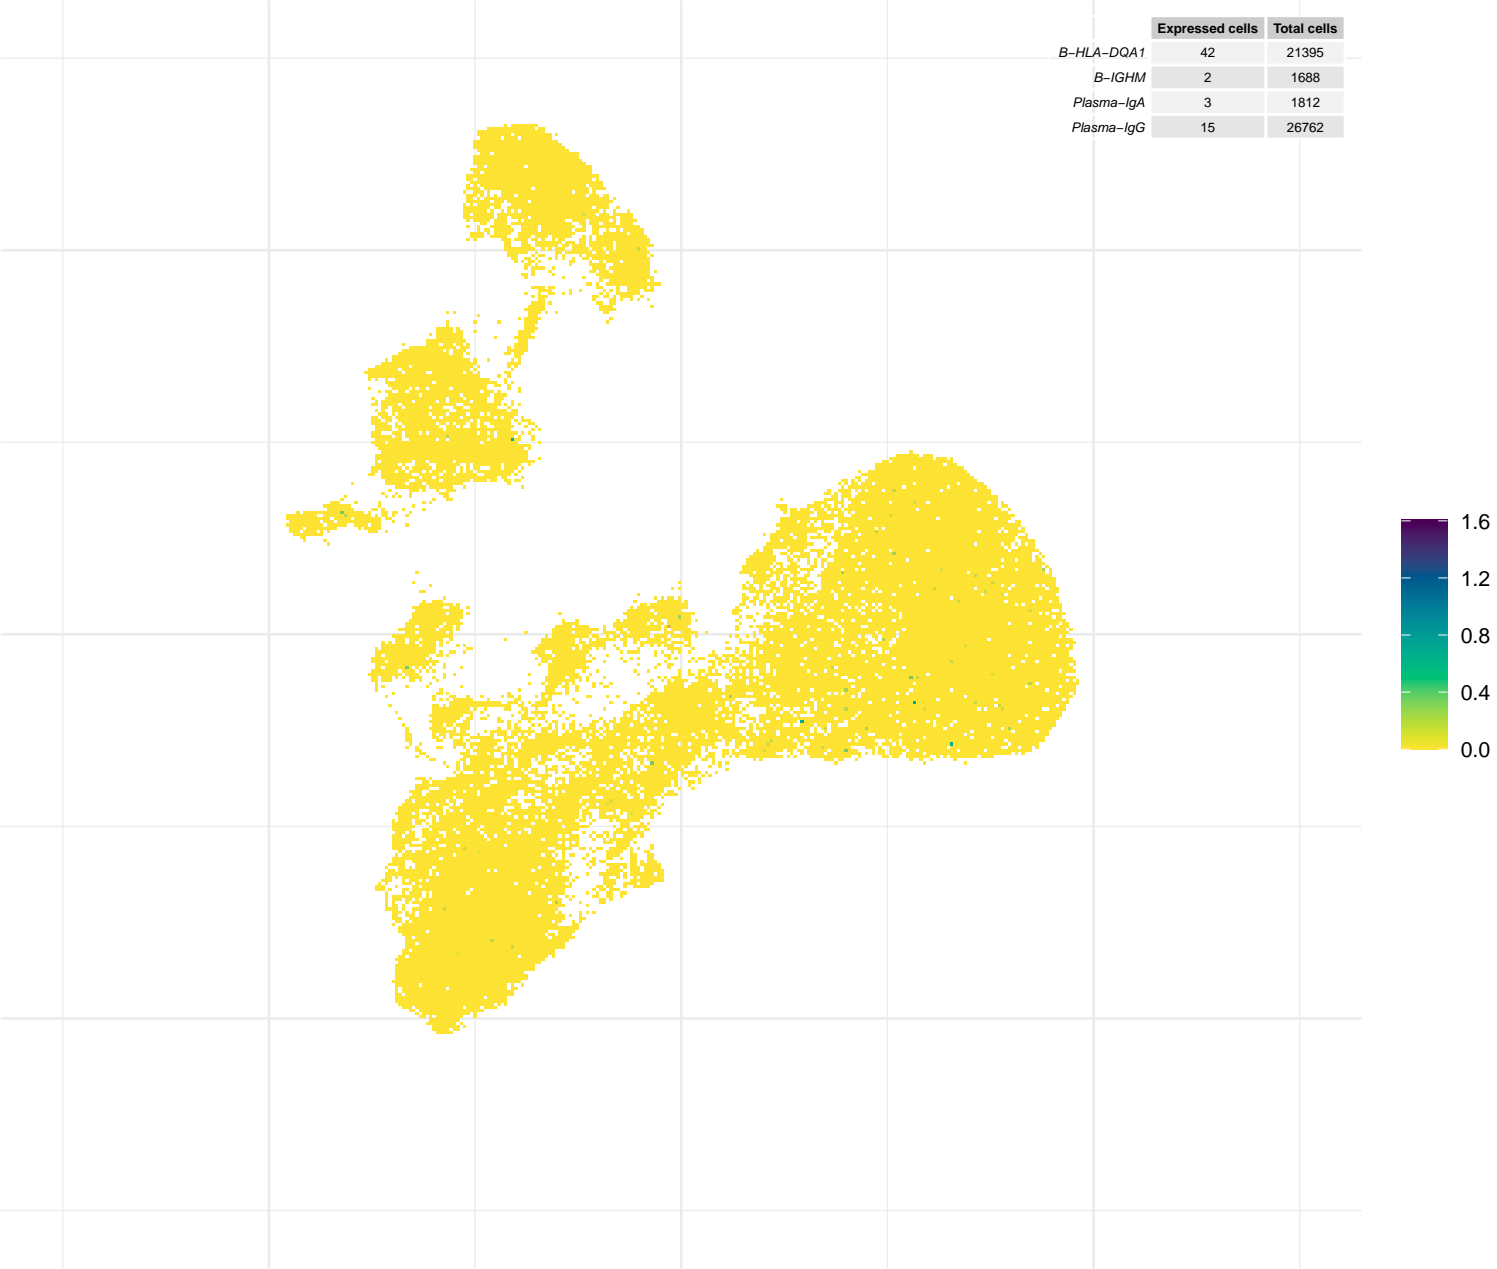 Expressed cells Total cells
B−HLA−DQA1 42 21395
B−IGHM 2 1688
Plasma−IgA 3 1812
Plasma−IgG 15 26762
1.6
1.2
0.8
0.4
0.0